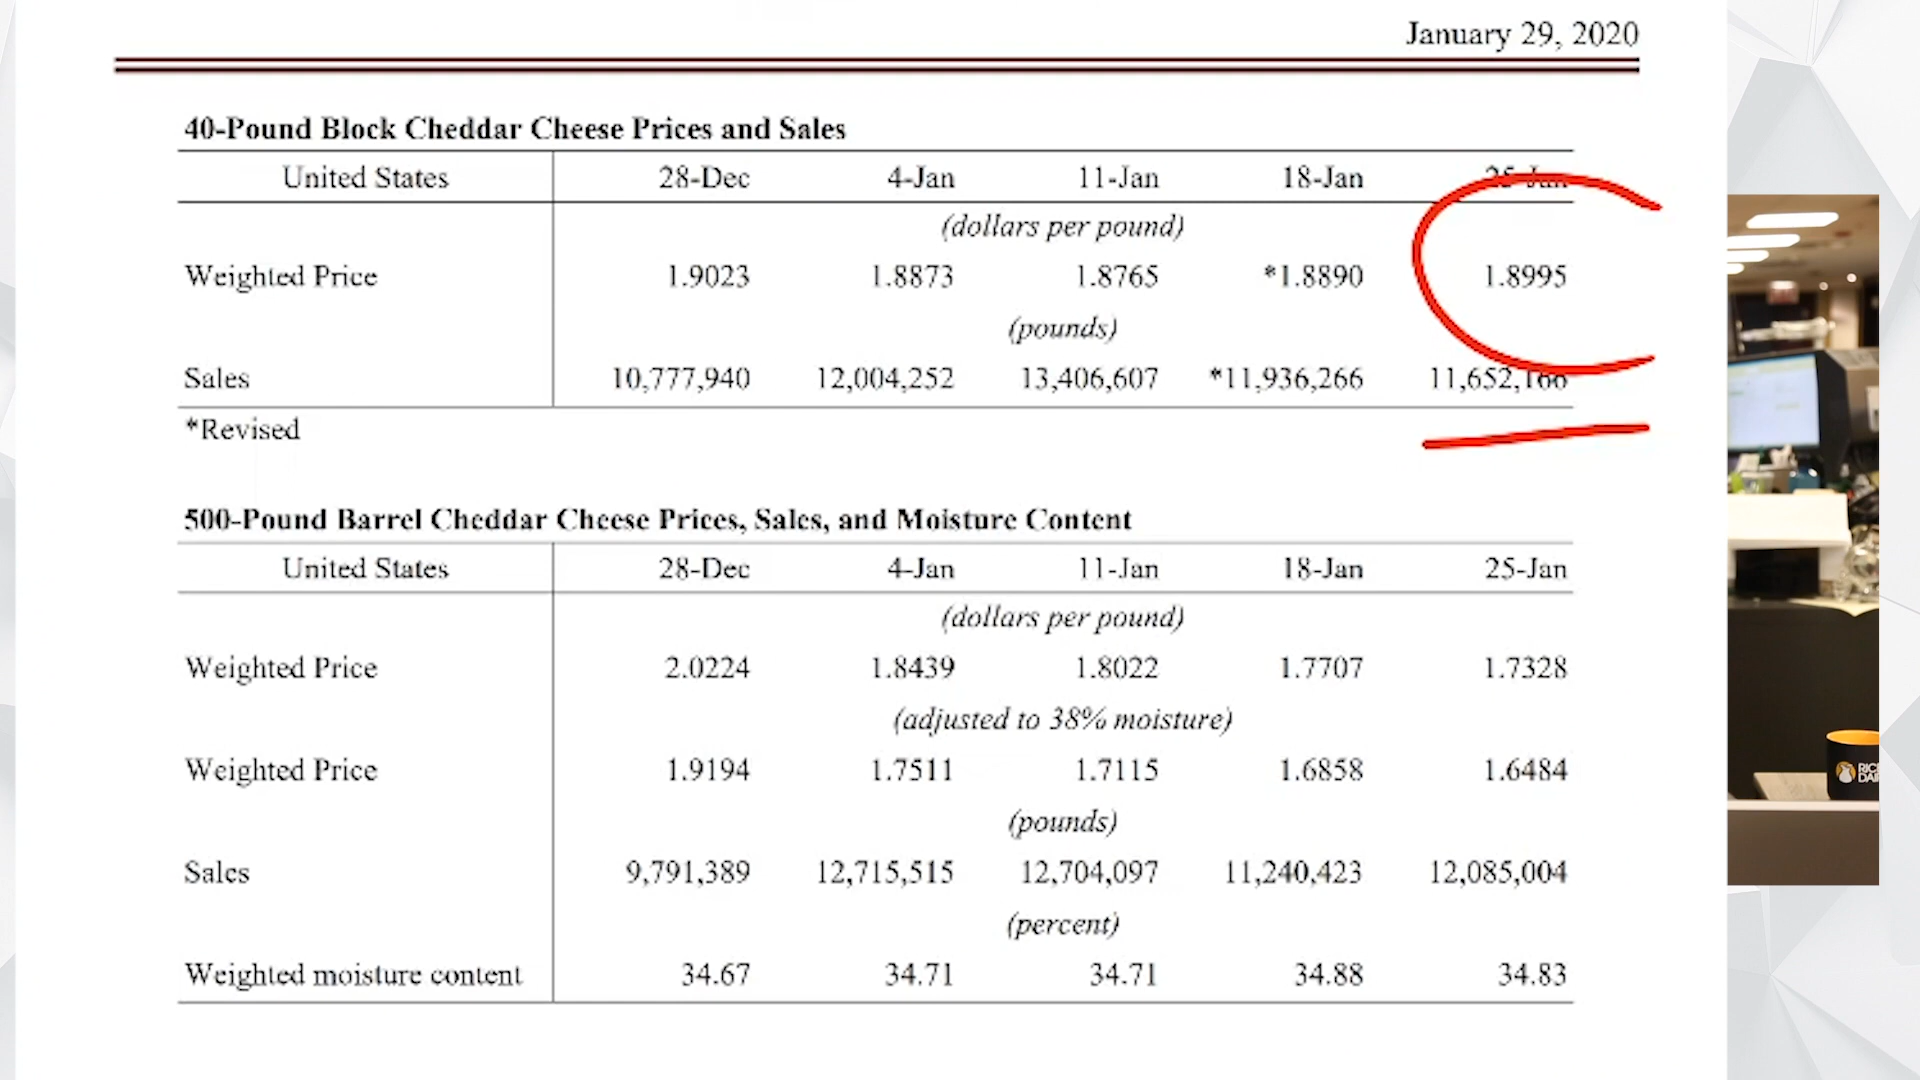 January 29, 2020
40-Pound Block Cheddar Cheese Prices and Sales
United States 28-Dec 4-Jan 11-Jan 18-Jan 25-Jan
(dollars per pound)
Weighted Price 1.9023 1.8873 1.8765 *1.8890 1.8995
(pounds)
Sales 10,777,940 12,004,252 13,406,607 *11,936,266 11,652,166
*Revised
500-Pound Barrel Cheddar Cheese Prices, Sales, and Moisture Content
United States 28-Dec 4-Jan 11-Jan 18-Jan 25-Jan
(dollars per pound)
Weighted Price 2.0224 1.8439 1.8022 1.7707 1.7328
(adjusted to 38% moisture)
Weighted Price 1.9194 1.7511 1.7115 1.6858 1.6484
(pounds)
Sales 9,791,389 12,715,515 12,704,097 11,240,423 12,085,004
(percent)
Weighted moisture content 34.67 34.71 34.71 34.88 34.83
RIC
DAI